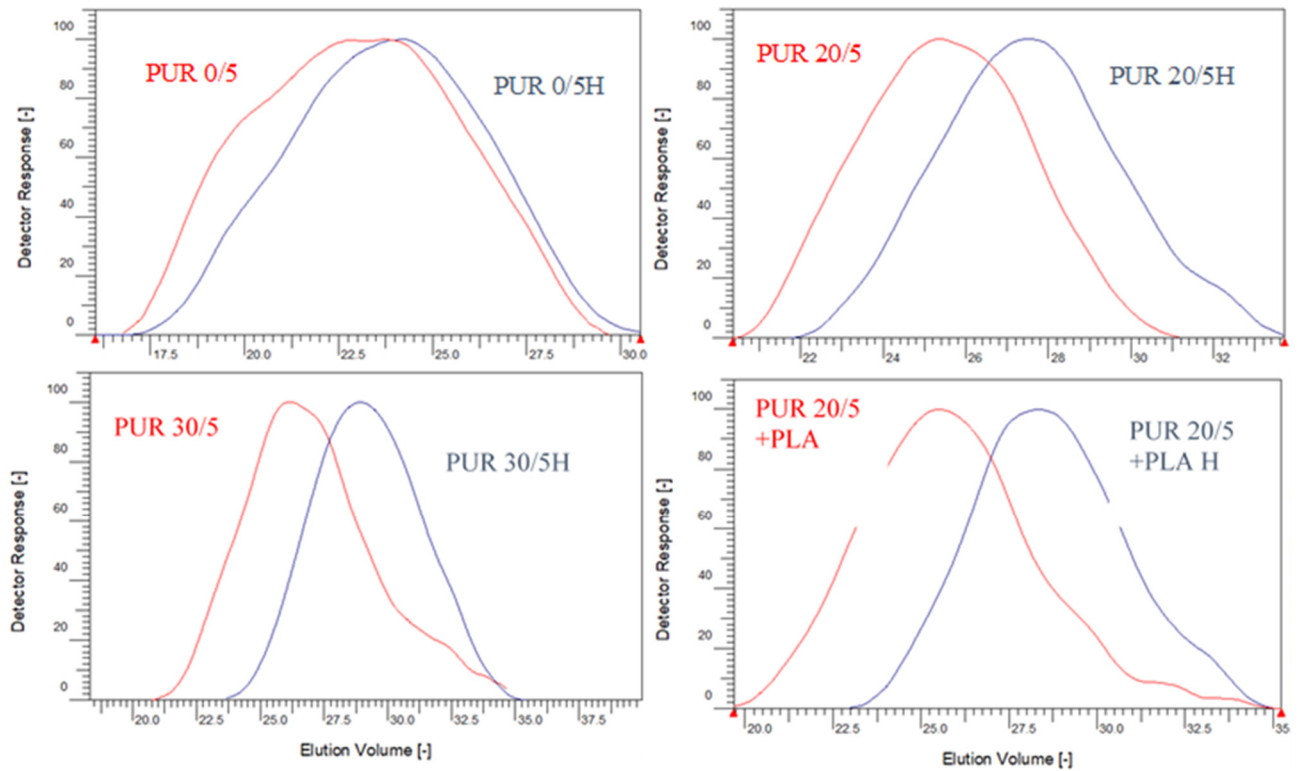 100
80
60
40
20
0
Detector Response [-]
PUR 0/5
PUR 0/5H
17.5 20.0 22.5 25.0 27.5 30.0
100
80
60
40
20
0
Detector Response [-]
PUR 20/5
PUR 20/5H
22 24 26 28 30 32
100
80
60
40
20
0
Detector Response [-]
PUR 30/5
PUR 30/5H
20.0 22.5 25.0 27.5 30.0 32.5 35.0 37.5
Elution Volume [-]
100
80
60
40
20
0
Detector Response [-]
PUR 20/5
+PLA
PUR 20/5
+PLA H
20.0 22.5 25.0 27.5 30.0 32.5 35
Elution Volume [-]